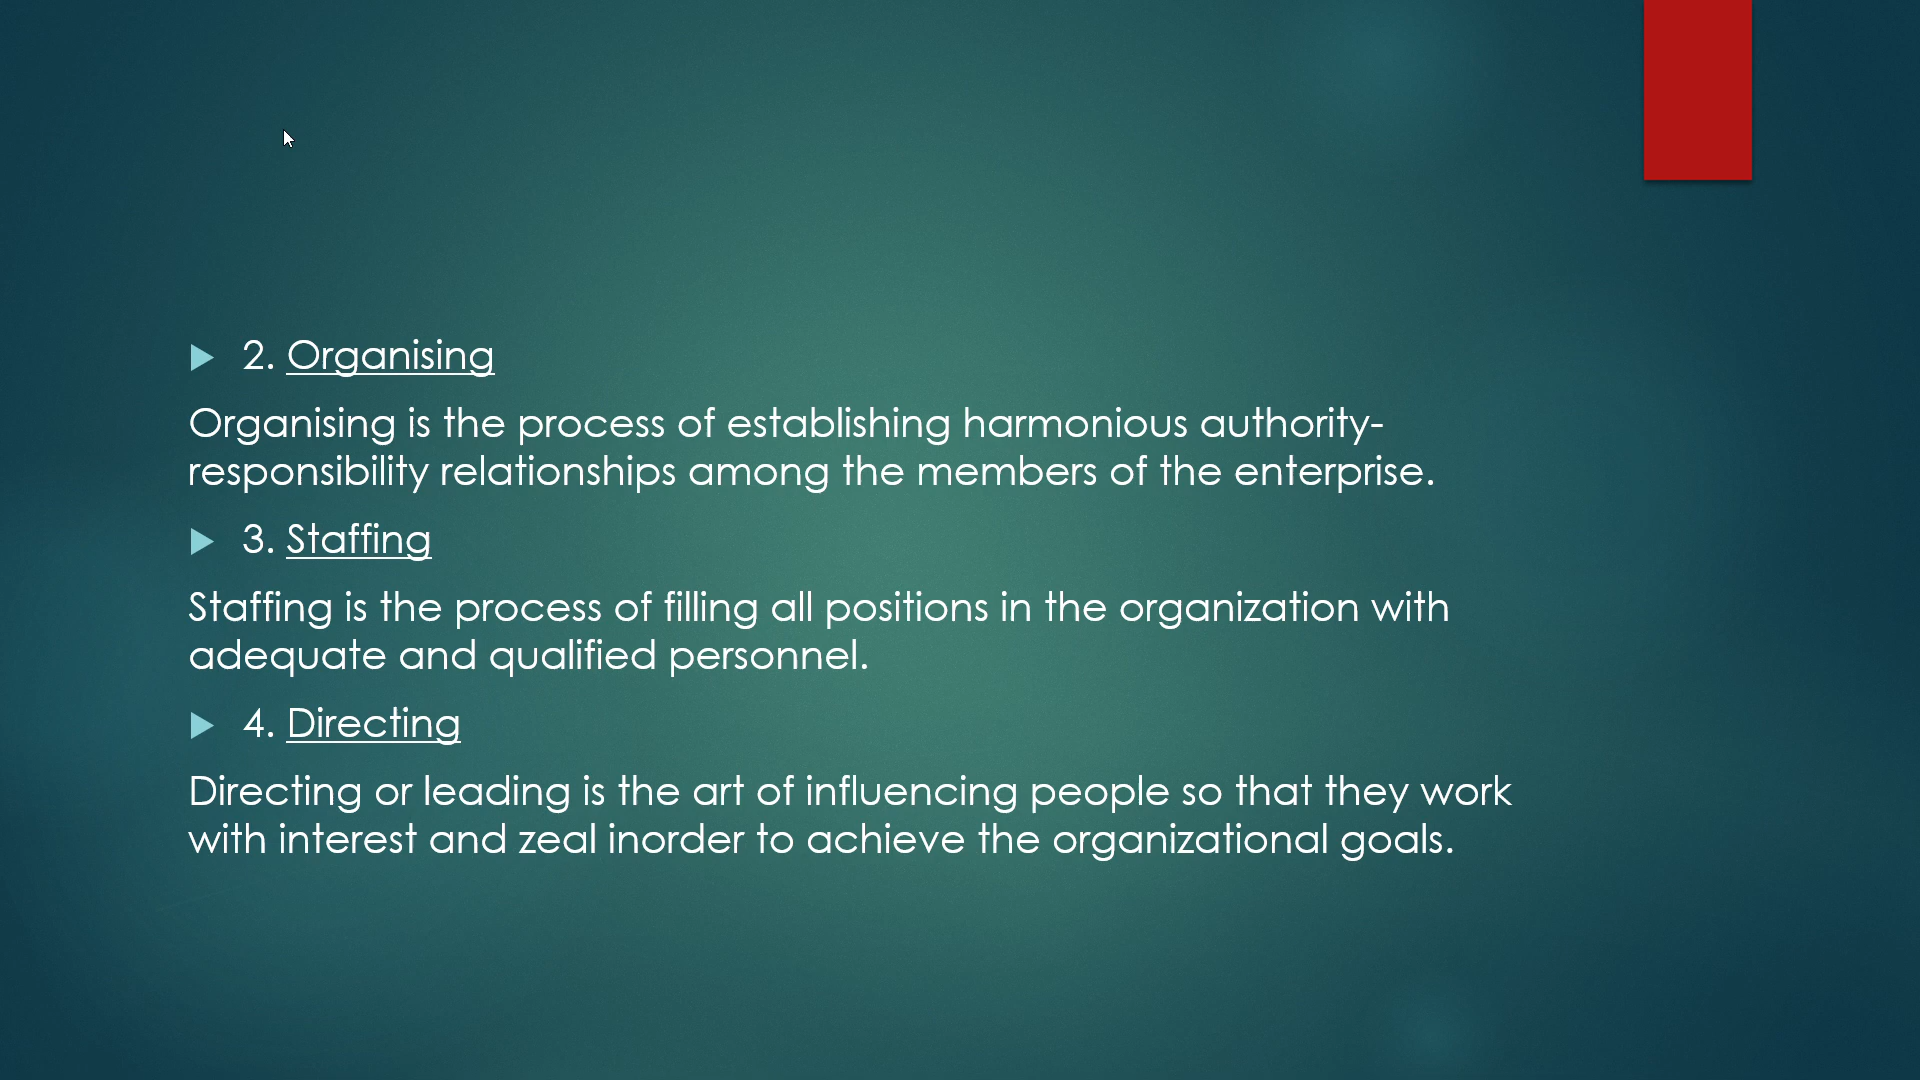 2. Organising
Organising is the process of establishing harmonious authority-
responsibility relationships among the members of the enterprise.
3. Staffing
Staffing is the process of filling all positions in the organization with
adequate and qualified personnel.
4. Directing
Directing or leading is the art of influencing people so that they work
with interest and zeal inorder to achieve the organizational goals.